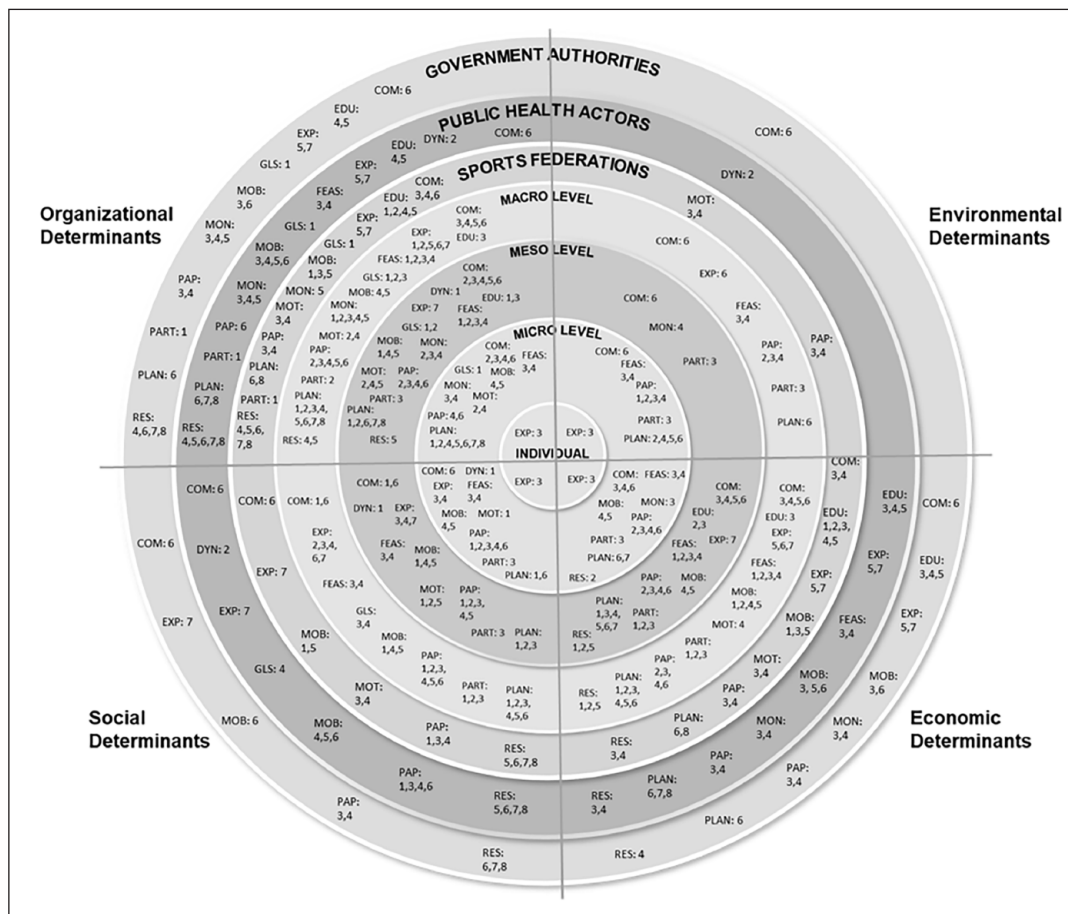 GOVERNMENT AUTHORITIES
PUBLIC HEALTH ACTORS
SPORTS FEDERATIONS
MACRO LEVEL
MESO LEVEL
MICRO LEVEL
INDIVIDUAL
Organizational
Determinants
COM: 6
EDU:
4,5
EXP:
5,7
GLS: 1
MOB:
3,6
MON:
3,4,5
PAP:
3,4
PART: 1
PLAN: 6
RES:
4,6,7,8
COM: 6
DYN: 2
EDU:
4,5
EXP:
5,7
FEAS:
3,4
GLS: 1
MOB:
3,4,5,6
MON:
3,4,5
PAP: 6
PART: 1
PLAN:
6,7,8
RES:
4,5,6,7,8
COM:
3,4,6
EDU:
1,2,4,5
EXP:
5,7
GLS: 1
MOB:
1,3,5
MON: 5
MOT:
3,4
PAP:
3,4
PLAN:
6,8
PART: 1
RES:
4,5,6,
7,8
COM:
3,4,5,6
EDU: 3
EXP:
1,2,5,6,7
FEAS: 1,2,3,4
GLS: 1,2,3
MOB: 4,5
MON:
1,2,3,4,5
MOT: 2,4
PAP:
2,3,4,5,6
PART: 2
PLAN:
1,2,3,4,
5,6,7,8
RES: 4,5
COM:
2,3,4,5,6
DYN: 1
EDU: 1,3
EXP: 7
FEAS:
1,2,3,4
GLS: 1,2
MOB:
1,4,5
MON:
2,3,4
MOT:
2,4,5
PAP:
2,3,4,6
PART: 3
PLAN:
1,2,6,7,8
RES: 5
COM:
2,3,4,6
FEAS:
3,4
GLS: 1
MOB:
4,5
MON:
3,4
MOT:
2,4
PAP: 4,6
PLAN:
1,2,4,5,6,7,8
EXP: 3
Environmental
Determinants
COM: 6
DYN: 2
MOT:
3,4
PAP:
3,4
COM: 6
EXP: 6
FEAS:
3,4
PAP:
2,3,4
PART: 3
PLAN: 6
COM: 6
MON: 4
PART: 3
COM: 6
FEAS:
3,4
PAP:
1,2,3,4
PART: 3
PLAN: 2,4,5,6
EXP: 3
Social
Determinants
COM: 6
EXP: 7
MOB: 6
PAP:
3,4
RES:
6,7,8
COM: 6
DYN: 2
EXP: 7
GLS: 4
MOB:
4,5,6
PAP:
1,3,4,6
RES:
5,6,7,8
COM: 6
EXP: 7
MOB:
1,5
MOT:
3,4
PAP:
1,3,4
RES:
5,6,7,8
COM: 1,6
EXP:
2,3,4,
6,7
FEAS: 3,4
GLS:
3,4
MOB:
1,4,5
PAP:
1,2,3,
4,5,6
PART:
1,2,3
PLAN:
1,2,3,
4,5,6
COM: 1,6
DYN: 1
EXP:
3,4,7
FEAS:
3,4
MOB:
1,4,5
MOT:
1,2,5
PAP:
1,2,3,
4,5
PART: 3
PLAN:
1,2,3
COM: 6
DYN: 1
EXP:
3,4
FEAS:
3,4
MOB:
4,5
MOT: 1
PAP:
1,2,3,4,6
PART: 3
PLAN: 1,6
EXP: 3
Economic
Determinants
COM: 6
EDU:
3,4,5
EXP:
5,7
MOB:
3,6
MON:
3,4
PAP:
3,4
PLAN: 6
RES: 4
EDU:
3,4,5
EXP:
5,7
FEAS:
3,4
MOB:
3, 5,6
MON:
3,4
PAP:
3,4
PLAN:
6,7,8
RES:
3,4
COM:
3,4
EDU:
1,2,3,
4,5
EXP:
5,7
MOB:
1,3,5
MOT:
3,4
PAP:
3,4
PLAN:
6,8
RES:
3,4
COM:
3,4,5,6
EDU: 3
EXP:
5,6,7
FEAS:
1,2,3,4
MOB:
1,2,4,5
MOT: 4
PART:
1,2,3
PAP:
2,3,
4,6
PLAN:
1,2,3,
4,5,6
RES:
1,2,5
COM:
3,4,5,6
EDU:
2,3
EXP: 7
FEAS:
1,2,3,4
MOB:
4,5
PAP:
2,3,4,6
PART:
1,2,3
PLAN:
1,3,4,
5,6,7
RES:
1,2,5
COM:
3,4,6
FEAS: 3,4
MON: 3
MOB:
4,5
PAP:
2,3,4,6
PART: 3
PLAN: 6,7
RES: 2
EXP: 3